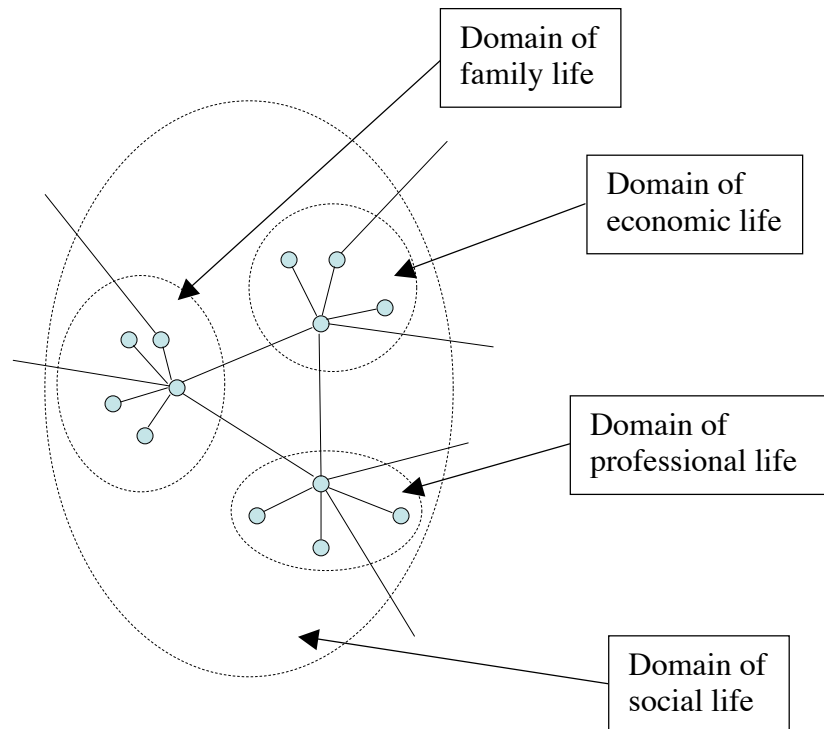 Domain of
family life
Domain of
economic life
Domain of
professional life
Domain of
social life